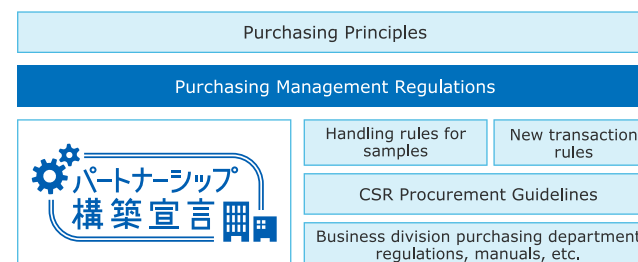 Purchasing Principles
Purchasing Management Regulations
パートナーシップ
構築宣言
Handling rules for
samples
New transaction
rules
CSR Procurement Guidelines
Business division purchasing department
regulations, manuals, etc.